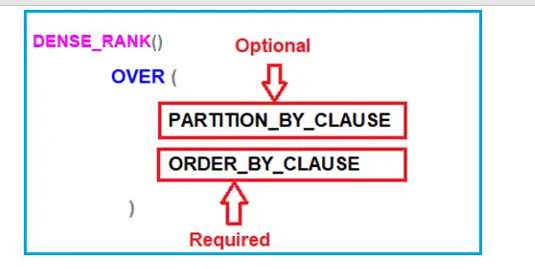 DENSE_RANK()
Optional
OVER (
PARTITION_BY_CLAUSE
ORDER_BY_CLAUSE
)
Required